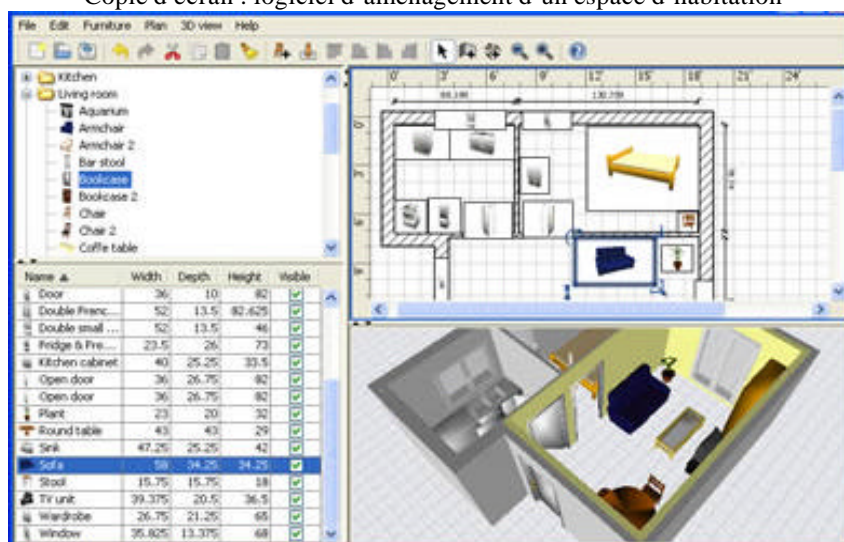 Copie d'écran : logiciel d'aménagement d'un espace d'habitation
File Edit Furniture Plan 3D view Help
Kitchen
Living room
Aquarium
Armchair
Armchair 2
Bar stool
Bookcase
Bookcase 2
Chair
Chair 2
Coffe table
0' 3' 6' 9' 12' 15' 18' 21' 24'
Name Width Depth Height Visible
Door 36 10 82
Double Frenc... 52 13.5 82.625
Double small ... 52 13.5 46
Fridge & Fre... 23.5 26 73
Kitchen cabinet 40 25.25 33.5
Open door 36 26.75 82
Open door 36 26.75 82
Plant 23 20 32
Round table 43 43 29
Sink 47.25 25.25 42
Sofa 58 34.25 34.25
Stool 15.75 15.75 18
TV unit 39.375 20.5 36.5
Wardrobe 26.75 21.25 65
Window 35.825 13.375 68